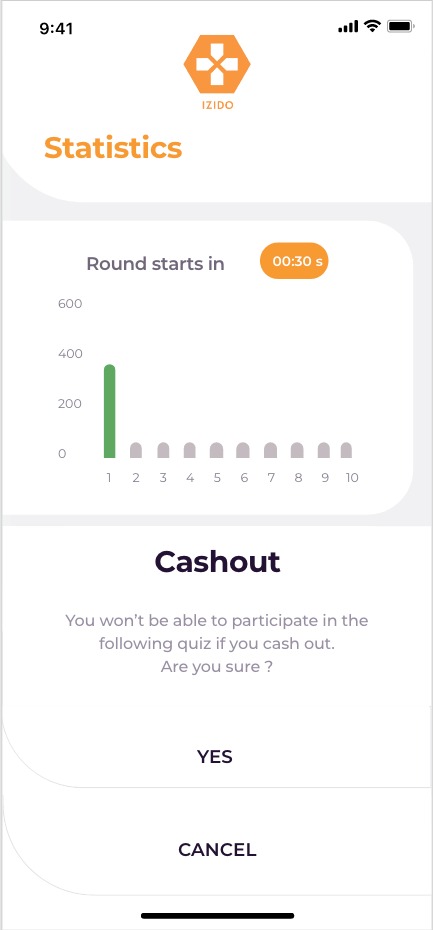 9:41
IZIDO
Statistics
Round starts in 00:30 s
600
400
200
0
1 2 3 4 5 6 7 8 9 10
Cashout
You won’t be able to participate in the
following quiz if you cash out.
Are you sure ?
YES
CANCEL